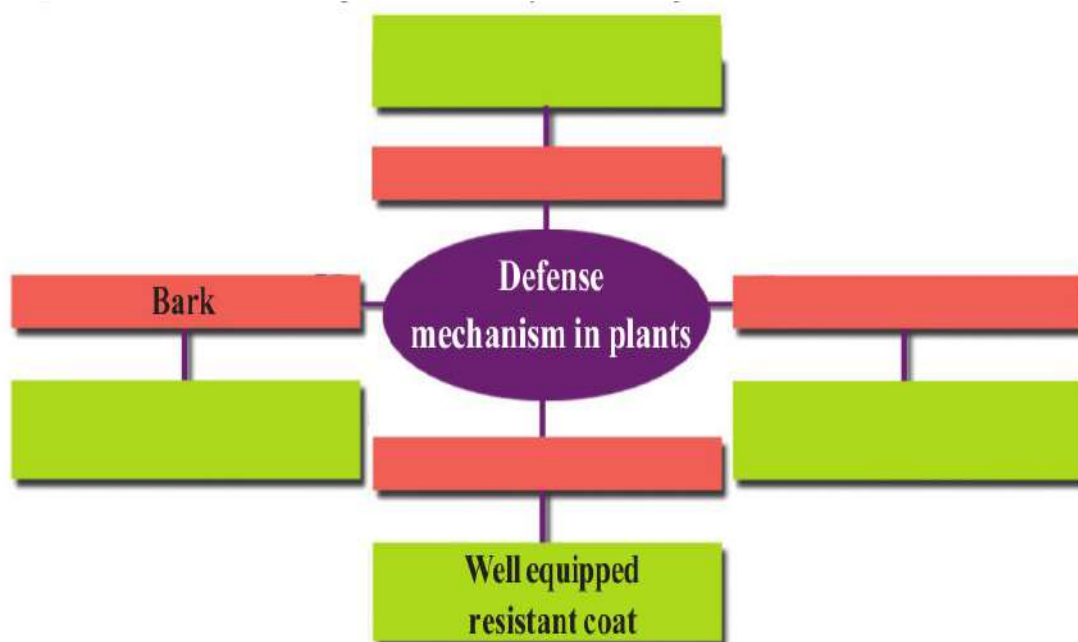 Defense
mechanism in plants
Bark
Well equipped
resistant coat